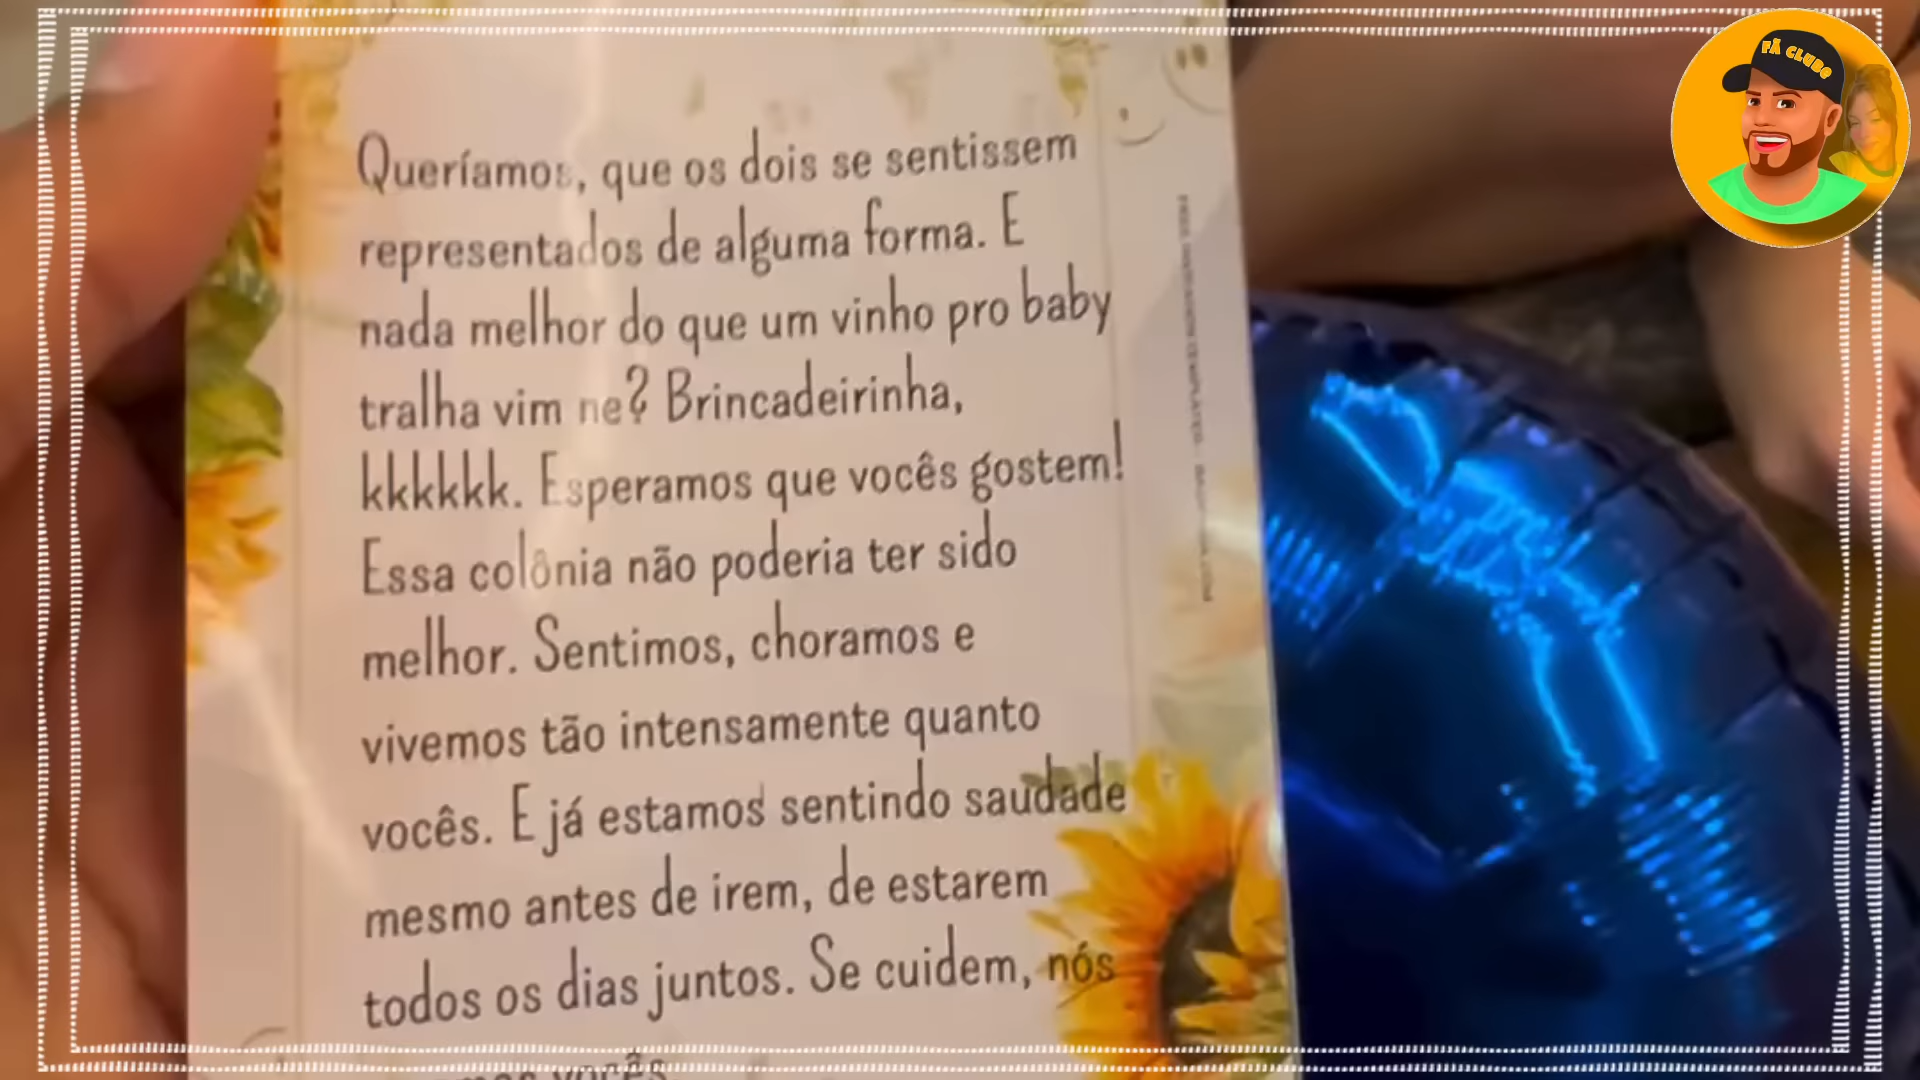 FÃ CLUBE
Queríamos, que os dois se sentissem
representados de alguma forma. E
nada melhor do que um vinho pro baby
tralha vim ne? Brincadeirinha,
kkkkkk. Esperamos que vocês gostem!
Essa colônia não poderia ter sido
melhor. Sentimos, choramos e
vivemos tão intensamente quanto
vocês. E já estamos sentindo saudade
mesmo antes de irem, de estarem
todos os dias juntos. Se cuidem, nós
vocês.